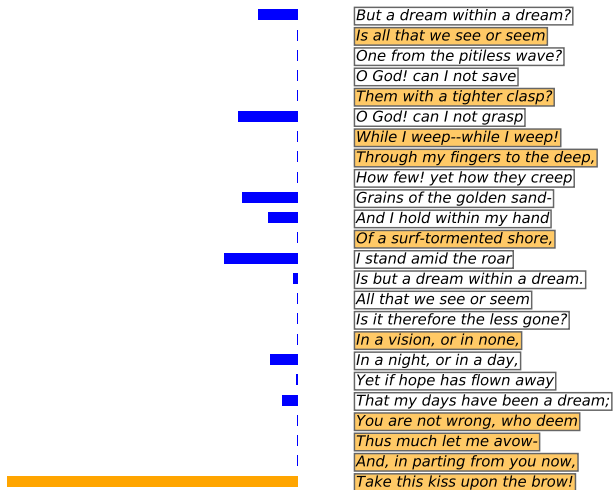 But a dream within a dream?
Is all that we see or seem
One from the pitiless wave?
O God! can I not save
Them with a tighter clasp?
O God! can I not grasp
While I weep--while I weep!
Through my fingers to the deep,
How few! yet how they creep
Grains of the golden sand-
And I hold within my hand
Of a surf-tormented shore,
I stand amid the roar
Is but a dream within a dream.
All that we see or seem
Is it therefore the less gone?
In a vision, or in none,
In a night, or in a day,
Yet if hope has flown away
That my days have been a dream;
You are not wrong, who deem
Thus much let me avow-
And, in parting from you now,
Take this kiss upon the brow!